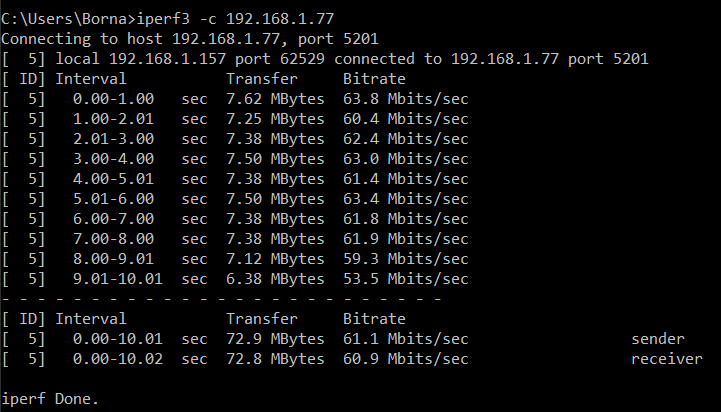 C:\Users\Borna>iperf3 -c 192.168.1.77
Connecting to host 192.168.1.77, port 5201
[  5] local 192.168.1.157 port 62529 connected to 192.168.1.77 port 5201
[ ID] Interval           Transfer     Bitrate
[  5]   0.00-1.00   sec  7.62 MBytes  63.8 Mbits/sec
[  5]   1.00-2.01   sec  7.25 MBytes  60.4 Mbits/sec
[  5]   2.01-3.00   sec  7.38 MBytes  62.4 Mbits/sec
[  5]   3.00-4.00   sec  7.50 MBytes  63.0 Mbits/sec
[  5]   4.00-5.01   sec  7.38 MBytes  61.4 Mbits/sec
[  5]   5.01-6.00   sec  7.50 MBytes  63.4 Mbits/sec
[  5]   6.00-7.00   sec  7.38 MBytes  61.8 Mbits/sec
[  5]   7.00-8.00   sec  7.38 MBytes  61.9 Mbits/sec
[  5]   8.00-9.01   sec  7.12 MBytes  59.3 Mbits/sec
[  5]   9.01-10.01  sec  6.38 MBytes  53.5 Mbits/sec
- - - - - - - - - - - - - - - - - - - - - - - - -
[ ID] Interval           Transfer     Bitrate
[  5]   0.00-10.01  sec  72.9 MBytes  61.1 Mbits/sec                  sender
[  5]   0.00-10.02  sec  72.8 MBytes  60.9 Mbits/sec                  receiver
iperf Done.